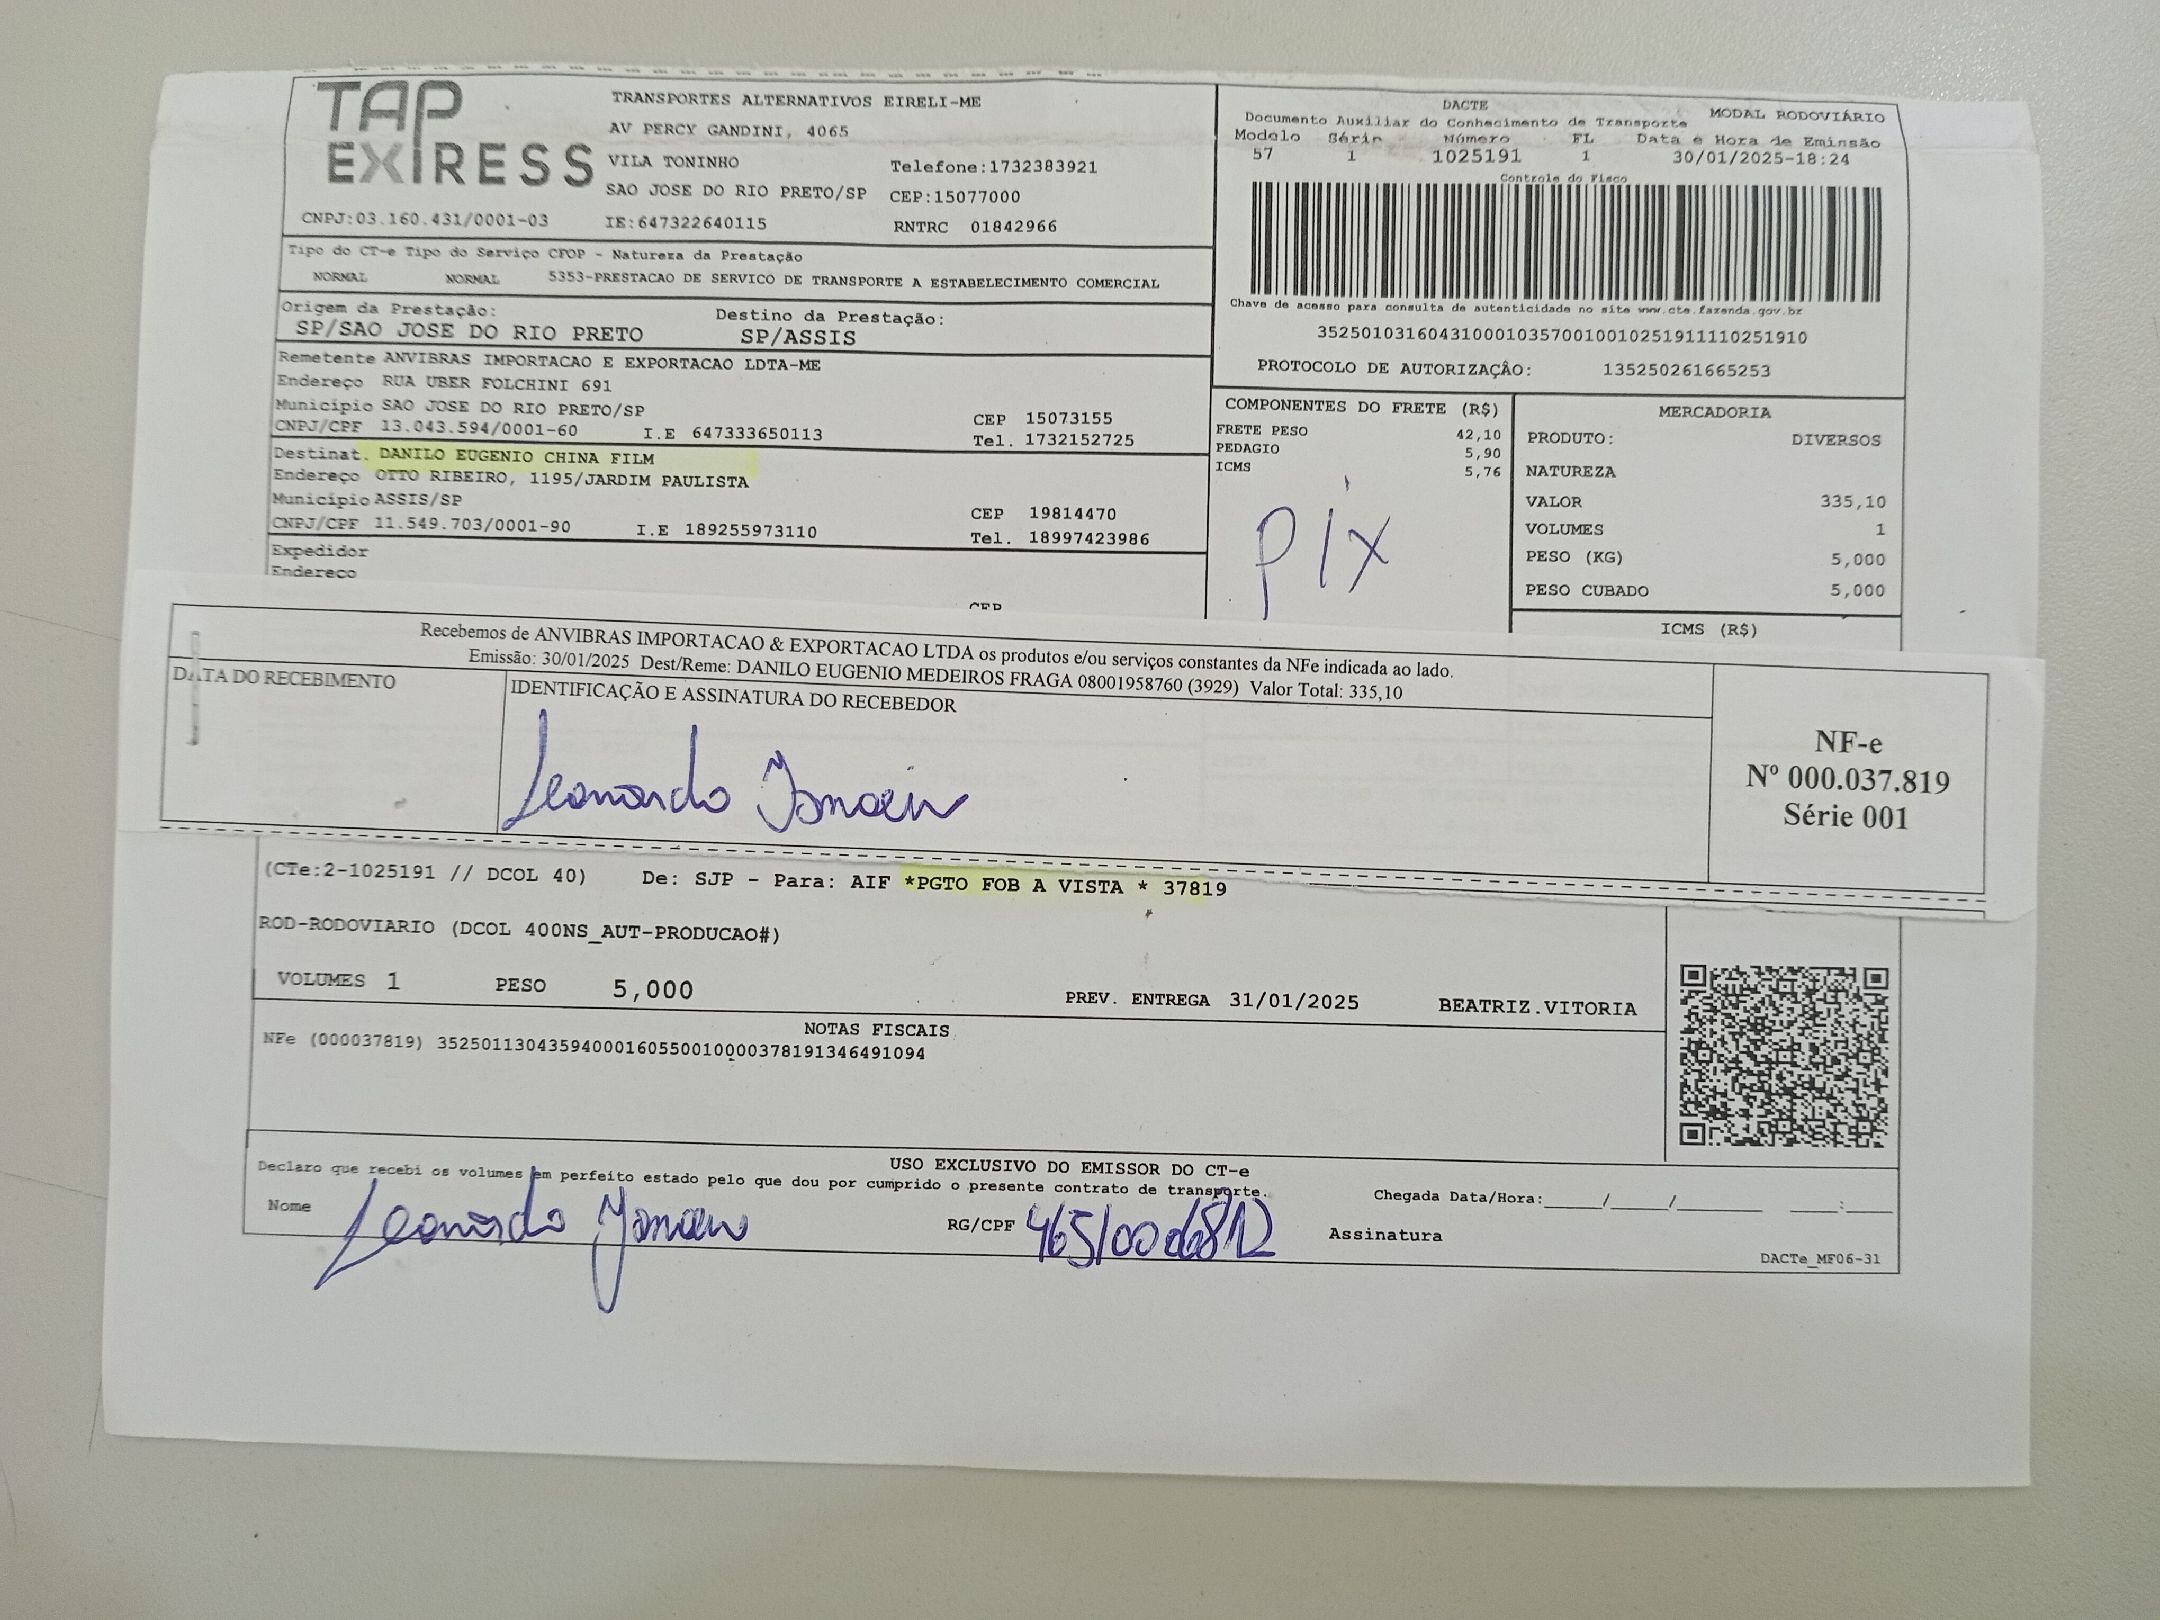 TAP EXPRESS
TRANSPORTES ALTERNATIVOS EIRELI-ME
AV PERCY GANDINI, 4065
VILA TONINHO Telefone:1732383921
SAO JOSE DO RIO PRETO/SP CEP:15077000
CNPJ:03.160.431/0001-03 IE:647322640115 RNTRC 01842966
DACTE MODAL RODOVIÁRIO
Documento Auxiliar do Conhecimento de Transporte
Modelo Série Número FL Data e Hora de Emissão
57 1 1025191 1 30/01/2025-18:24
Controle do Fisco
Chave de acesso para consulta de autenticidade no site www.cte.fazenda.gov.br
35250103160431000103570010010251911110251910
PROTOCOLO DE AUTORIZAÇÃO: 135250261665253
Tipo do CT-e Tipo do Serviço CFOP - Natureza da Prestação
NORMAL NORMAL 5353-PRESTACAO DE SERVICO DE TRANSPORTE A ESTABELECIMENTO COMERCIAL
Origem da Prestação: Destino da Prestação:
SP/SAO JOSE DO RIO PRETO SP/ASSIS
Remetente ANVIBRAS IMPORTACAO E EXPORTACAO LDTA-ME
Endereço RUA UBER FOLCHINI 691
Município SAO JOSE DO RIO PRETO/SP CEP 15073155
CNPJ/CPF 13.043.594/0001-60 I.E 647333650113 Tel. 1732152725
Destinat. DANILO EUGENIO CHINA FILM
Endereço OTTO RIBEIRO, 1195/JARDIM PAULISTA
Município ASSIS/SP CEP 19814470
CNPJ/CPF 11.549.703/0001-90 I.E 189255973110 Tel. 18997423986
Expedidor
Endereço
CEP
COMPONENTES DO FRETE (R$)
FRETE PESO 42,10
PEDAGIO 5,90
ICMS 5,76
pix
MERCADORIA
PRODUTO: DIVERSOS
NATUREZA
VALOR 335,10
VOLUMES 1
PESO (KG) 5,000
PESO CUBADO 5,000
ICMS (R$)
Recebemos de ANVIBRAS IMPORTACAO & EXPORTACAO LTDA os produtos e/ou serviços constantes da NFe indicada ao lado.
Emissão: 30/01/2025 Dest/Reme: DANILO EUGENIO MEDEIROS FRAGA 08001958760 (3929) Valor Total: 335,10
DATA DO RECEBIMENTO IDENTIFICAÇÃO E ASSINATURA DO RECEBEDOR
Leonardo
NF-e
Nº 000.037.819
Série 001
(CTe:2-1025191 // DCOL 40) De: SJP - Para: AIF *PGTO FOB A VISTA * 37819
ROD-RODOVIARIO (DCOL 400NS_AUT-PRODUCAO#)
VOLUMES 1 PESO 5,000 PREV. ENTREGA 31/01/2025 BEATRIZ.VITORIA
NOTAS FISCAIS
NFe (000037819) 35250113043594000160550010000378191346491094
USO EXCLUSIVO DO EMISSOR DO CT-e
Declaro que recebi os volumes em perfeito estado pelo que dou por cumprido o presente contrato de transporte.
Chegada Data/Hora:____/____/______ ____:____
Nome Leonardo RG/CPF Assinatura
DACTe_MF06-31